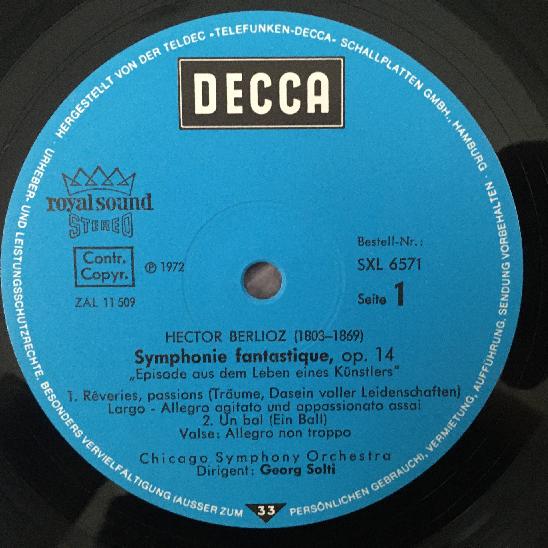 HERGESTELLT VON DER TELDEC »TELEFUNKEN-DECCA« SCHALLPLATTEN GMBH., HAMBURG · URHEBER- UND LEISTUNGSSCHUTZRECHTE, BESONDERS VERVIELFÄLTIGUNG (AUSSER ZUM PERSÖNLICHEN GEBRAUCH), VERMIETUNG, AUFFÜHRUNG, SENDUNG VORBEHALTEN ·
DECCA
royal sound
STEREO
Contr.
Copyr.
℗ 1972
ZAL 11 509
Bestell-Nr.:
SXL 6571
Seite 1
HECTOR BERLIOZ (1803–1869)
Symphonie fantastique, op. 14
„Episode aus dem Leben eines Künstlers“
1. Rêveries, passions (Träume, Dasein voller Leidenschaften)
Largo - Allegro agitato und appassionato assai
2. Un bal (Ein Ball)
Valse: Allegro non troppo
Chicago Symphony Orchestra
Dirigent: Georg Solti
33